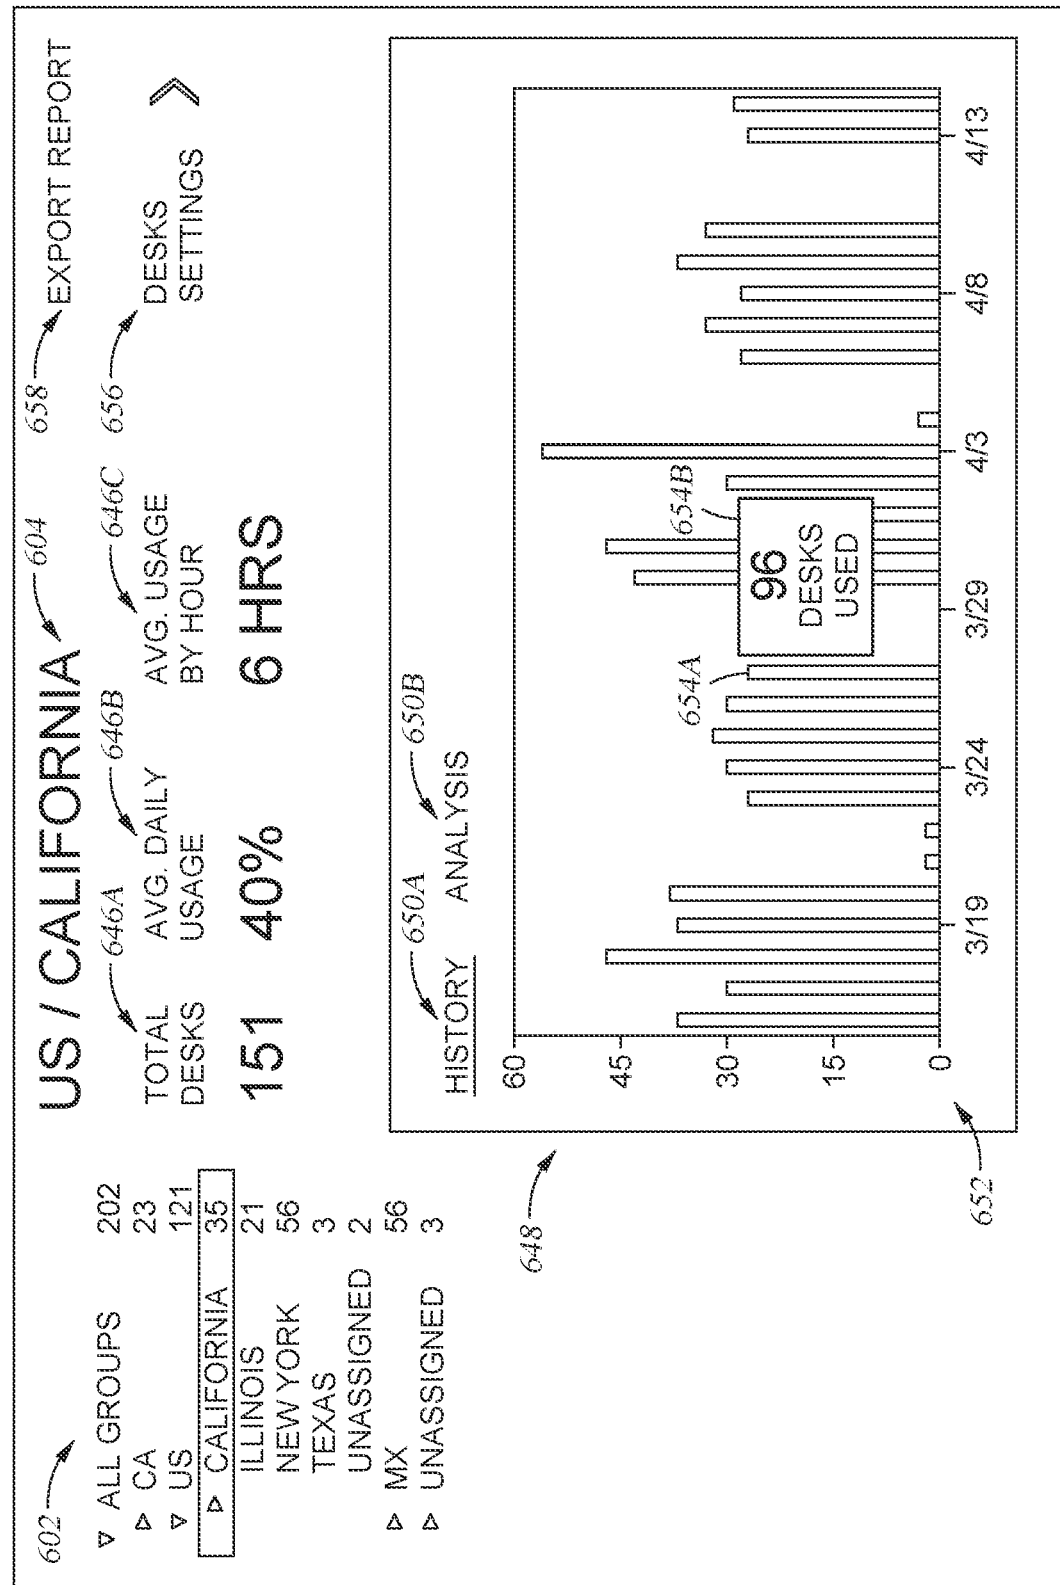 602
▽ ALL GROUPS 202
▷ CA 23
▽ US 121
▷ CALIFORNIA 35
ILLINOIS 21
NEW YORK 56
TEXAS 3
UNASSIGNED 2
▷ MX 56
▷ UNASSIGNED 3
US / CALIFORNIA
604
658
EXPORT REPORT
646A
646B
646C
656
TOTAL
DESKS
AVG. DAILY
USAGE
AVG. USAGE
BY HOUR
DESKS
SETTINGS
151
40%
6 HRS
648
650A
650B
HISTORY
ANALYSIS
60
45
30
15
0
654A
654B
96
DESKS
USED
3/19
3/24
3/29
4/3
4/8
4/13
652